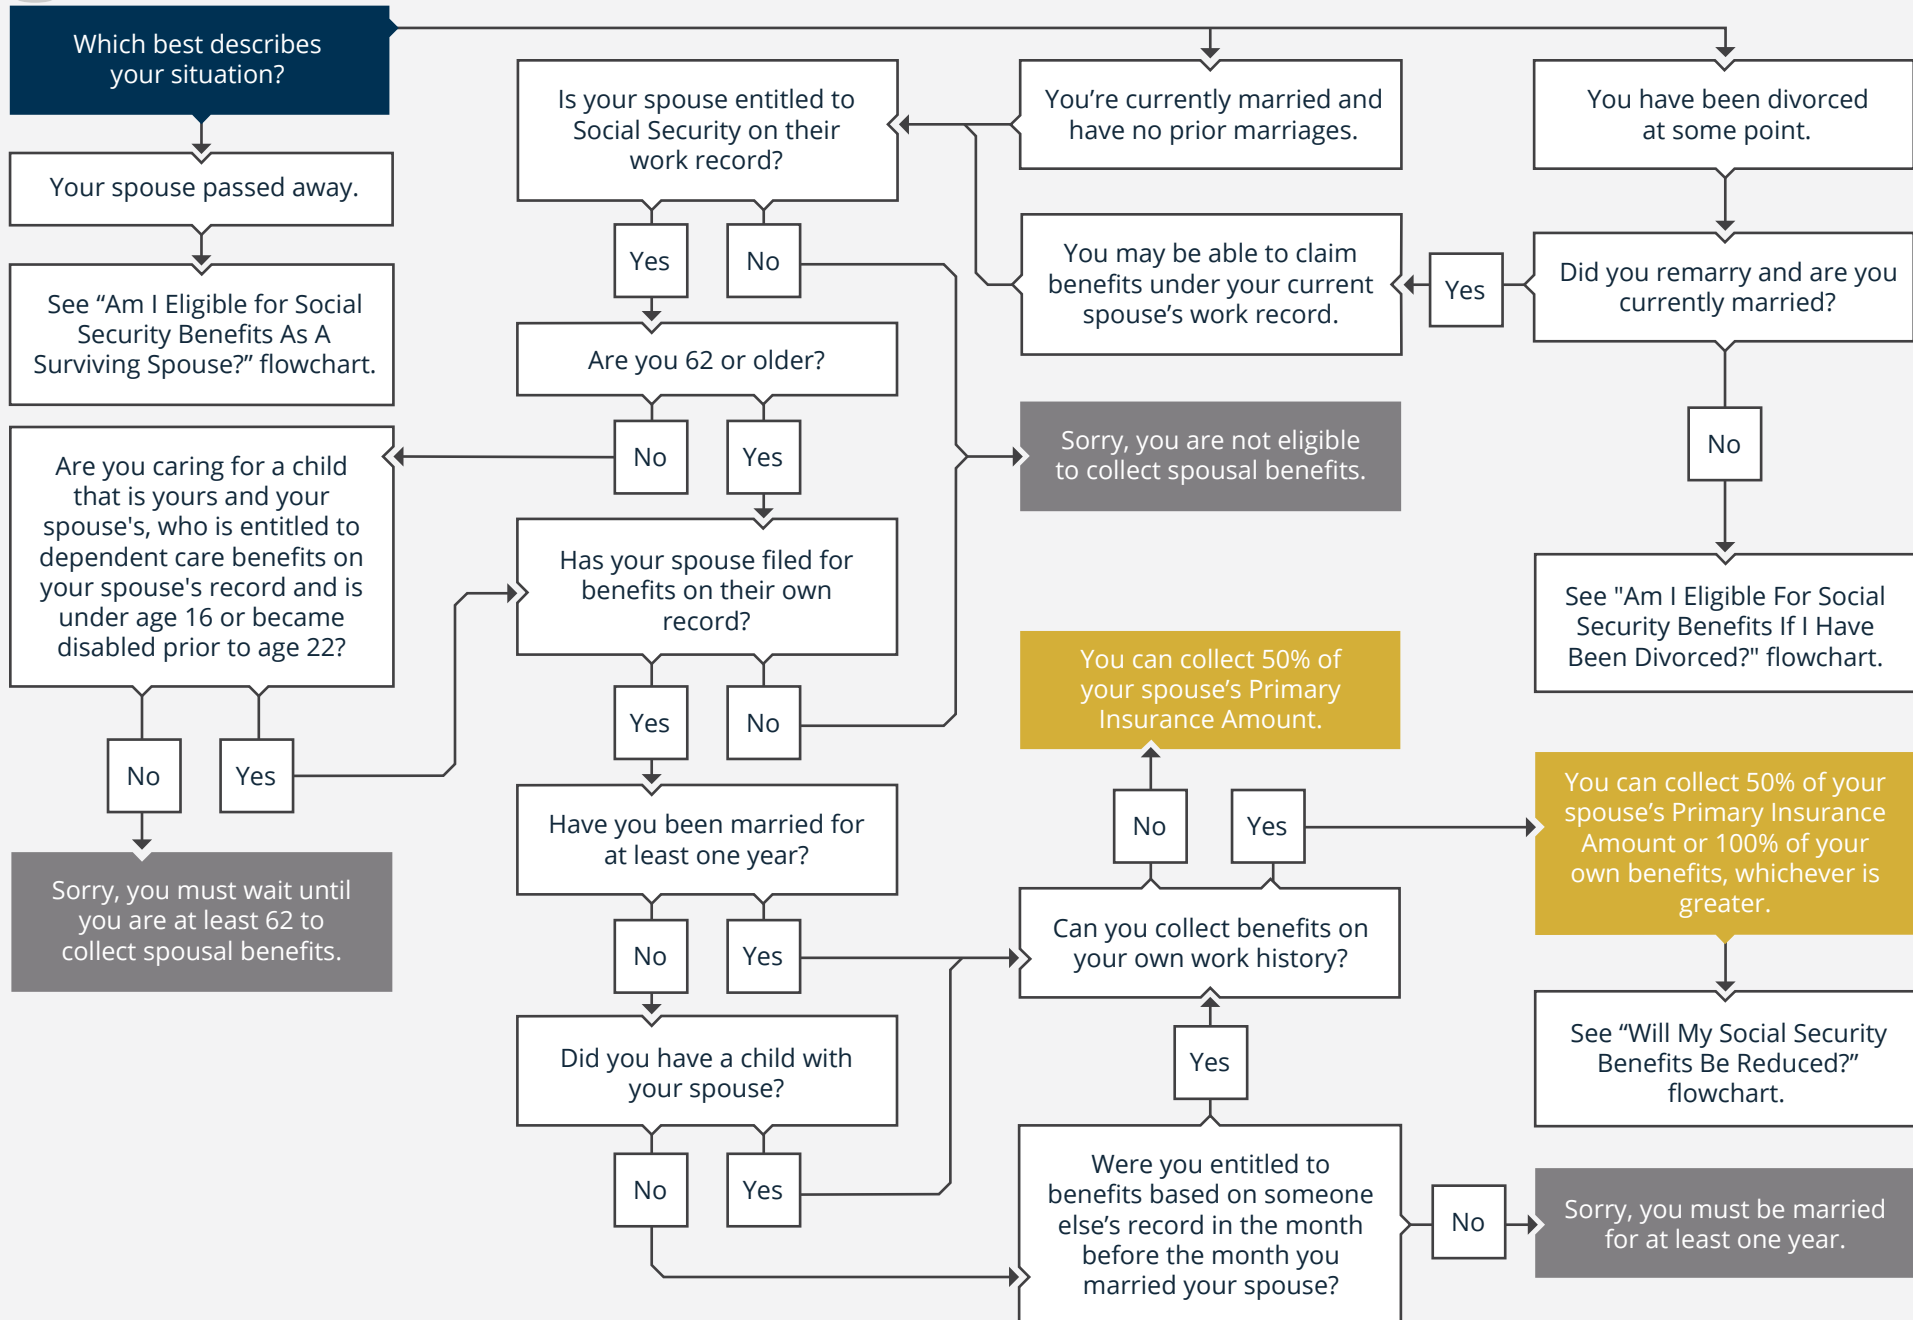 Which best describes
your situation?
Your spouse passed away.
See “Am I Eligible for Social
Security Benefits As A
Surviving Spouse?” flowchart.
You’re currently married and
have no prior marriages.
You have been divorced
at some point.
Did you remarry and are you
currently married?
Yes
No
You may be able to claim
benefits under your current
spouse’s work record.
See "Am I Eligible For Social
Security Benefits If I Have
Been Divorced?" flowchart.
Is your spouse entitled to
Social Security on their
work record?
Yes
No
Sorry, you are not eligible
to collect spousal benefits.
Are you 62 or older?
No
Yes
Are you caring for a child
that is yours and your
spouse's, who is entitled to
dependent care benefits on
your spouse's record and is
under age 16 or became
disabled prior to age 22?
No
Yes
Sorry, you must wait until
you are at least 62 to
collect spousal benefits.
Has your spouse filed for
benefits on their own
record?
Yes
No
Have you been married for
at least one year?
No
Yes
Did you have a child with
your spouse?
No
Yes
Were you entitled to
benefits based on someone
else’s record in the month
before the month you
married your spouse?
Yes
No
Sorry, you must be married
for at least one year.
Can you collect benefits on
your own work history?
No
Yes
You can collect 50% of
your spouse’s Primary
Insurance Amount.
You can collect 50% of your
spouse’s Primary Insurance
Amount or 100% of your
own benefits, whichever is
greater.
See “Will My Social Security
Benefits Be Reduced?”
flowchart.